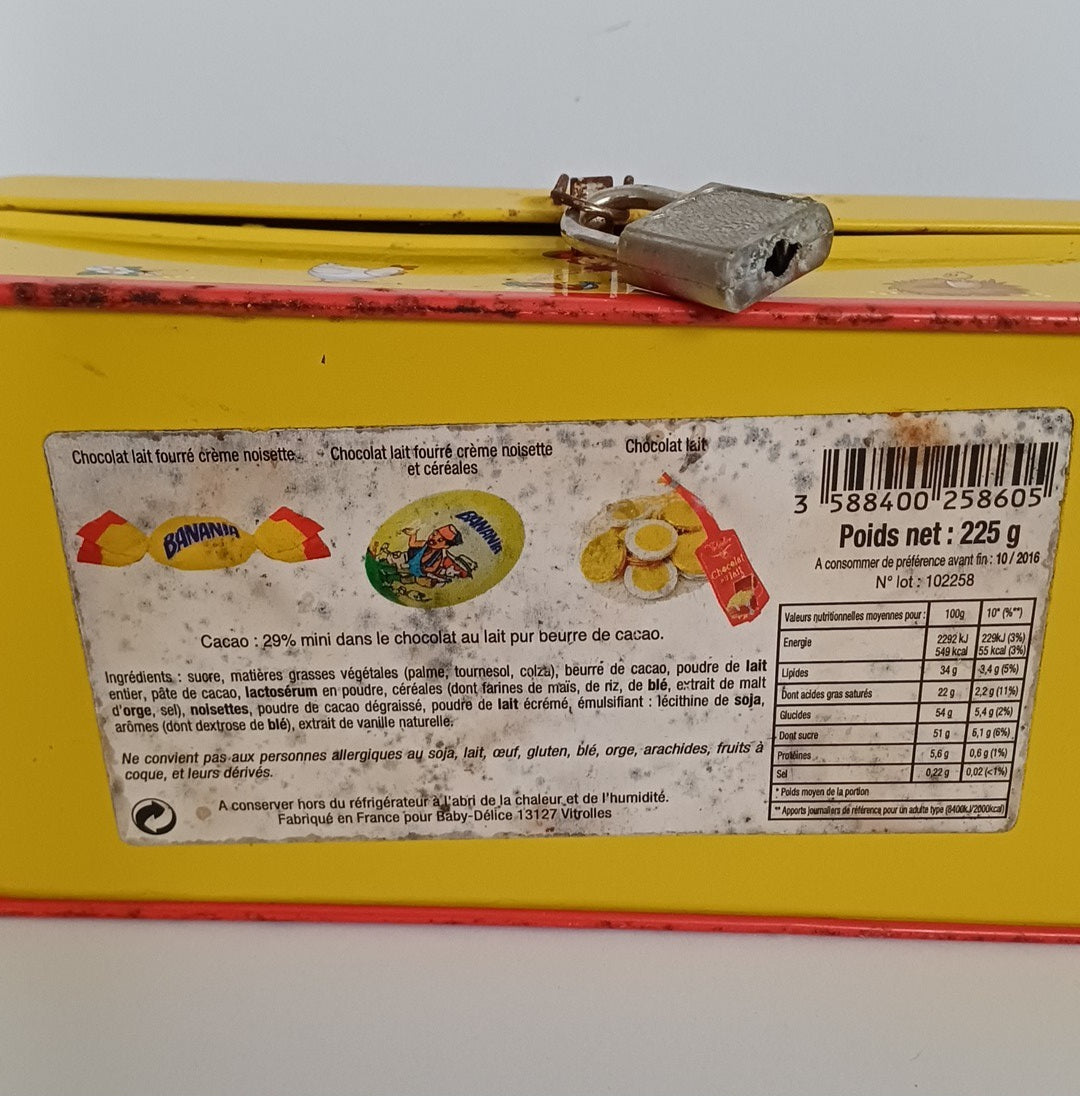 Chocolat lait fourré crème noisette
Chocolat lait fourré crème noisette
et céréales
Chocolat lait
BANANIA
BANANIA
Chocolat
au lait
3 588400 258605
Poids net : 225 g
A consommer de préférence avant fin : 10 / 2016
N° lot : 102258
Cacao : 29% mini dans le chocolat au lait pur beurre de cacao.
Ingrédients : sucre, matières grasses végétales (palme, tournesol, colza), beurre de cacao, poudre de lait
entier, pâte de cacao, lactosérum en poudre, céréales (dont farines de maïs, de riz, de blé, extrait de malt
d'orge, sel), noisettes, poudre de cacao dégraissé, poudre de lait écrémé, émulsifiant : lécithine de soja,
arômes (dont dextrose de blé), extrait de vanille naturelle.
Ne convient pas aux personnes allergiques au soja, lait, œuf, gluten, blé, orge, arachides, fruits à
coque, et leurs dérivés.
A conserver hors du réfrigérateur à l'abri de la chaleur et de l'humidité.
Fabriqué en France pour Baby-Délice 13127 Vitrolles
Valeurs nutritionnelles moyennes pour : 100g 10* (%**)
Energie 2292 kJ 229kJ (3%)
549 kcal 55 kcal (3%)
Lipides 34 g 3,4 g (5%)
Dont acides gras saturés 22 g 2,2 g (11%)
Glucides 54 g 5,4 g (2%)
Dont sucre 51 g 5,1 g (6%)
Protéines 5,6 g 0,6 g (1%)
Sel 0,22 g 0,02 (<1%)
* Poids moyen de la portion
** Apports journaliers de référence pour un adulte type (8400kJ/2000kcal)